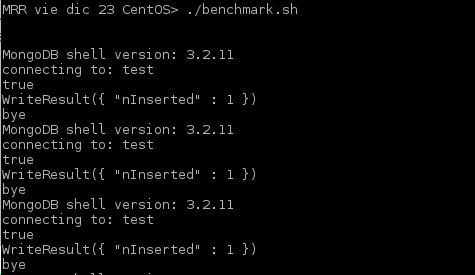 MRR vie dic 23 CentOS> ./benchmark.sh
MongoDB shell version: 3.2.11
connecting to: test
true
WriteResult({ "nInserted" : 1 })
bye
MongoDB shell version: 3.2.11
connecting to: test
true
WriteResult({ "nInserted" : 1 })
bye
MongoDB shell version: 3.2.11
connecting to: test
true
WriteResult({ "nInserted" : 1 })
bye